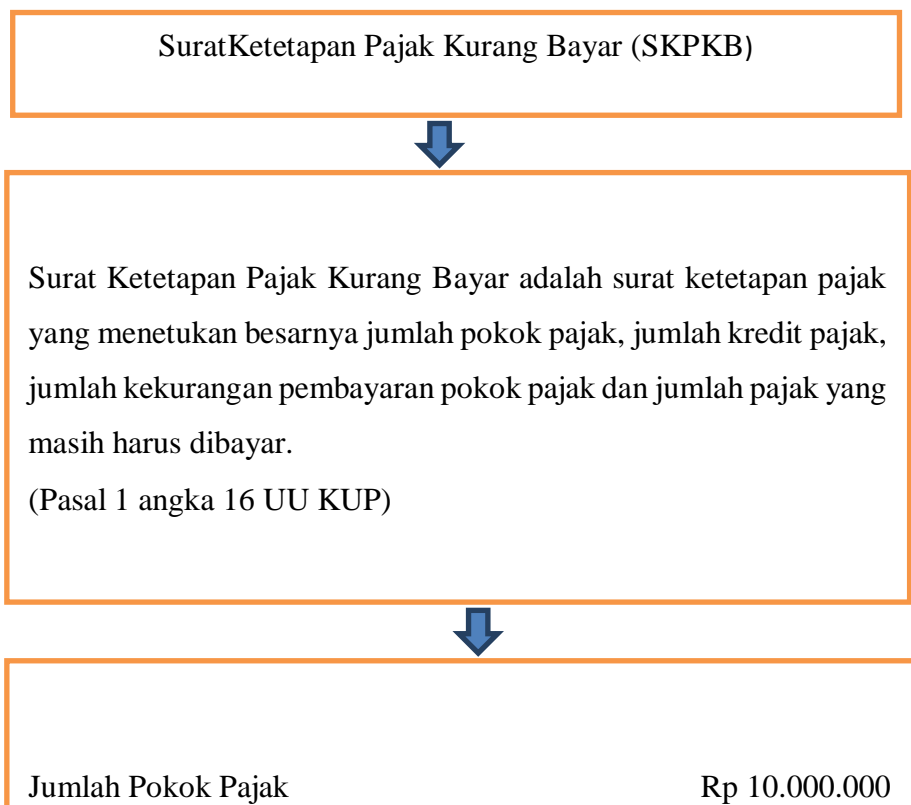 SuratKetetapan Pajak Kurang Bayar (SKPKB)
Surat Ketetapan Pajak Kurang Bayar adalah surat ketetapan pajak
yang menetukan besarnya jumlah pokok pajak, jumlah kredit pajak,
jumlah kekurangan pembayaran pokok pajak dan jumlah pajak yang
masih harus dibayar.
(Pasal 1 angka 16 UU KUP)
Jumlah Pokok Pajak Rp 10.000.000